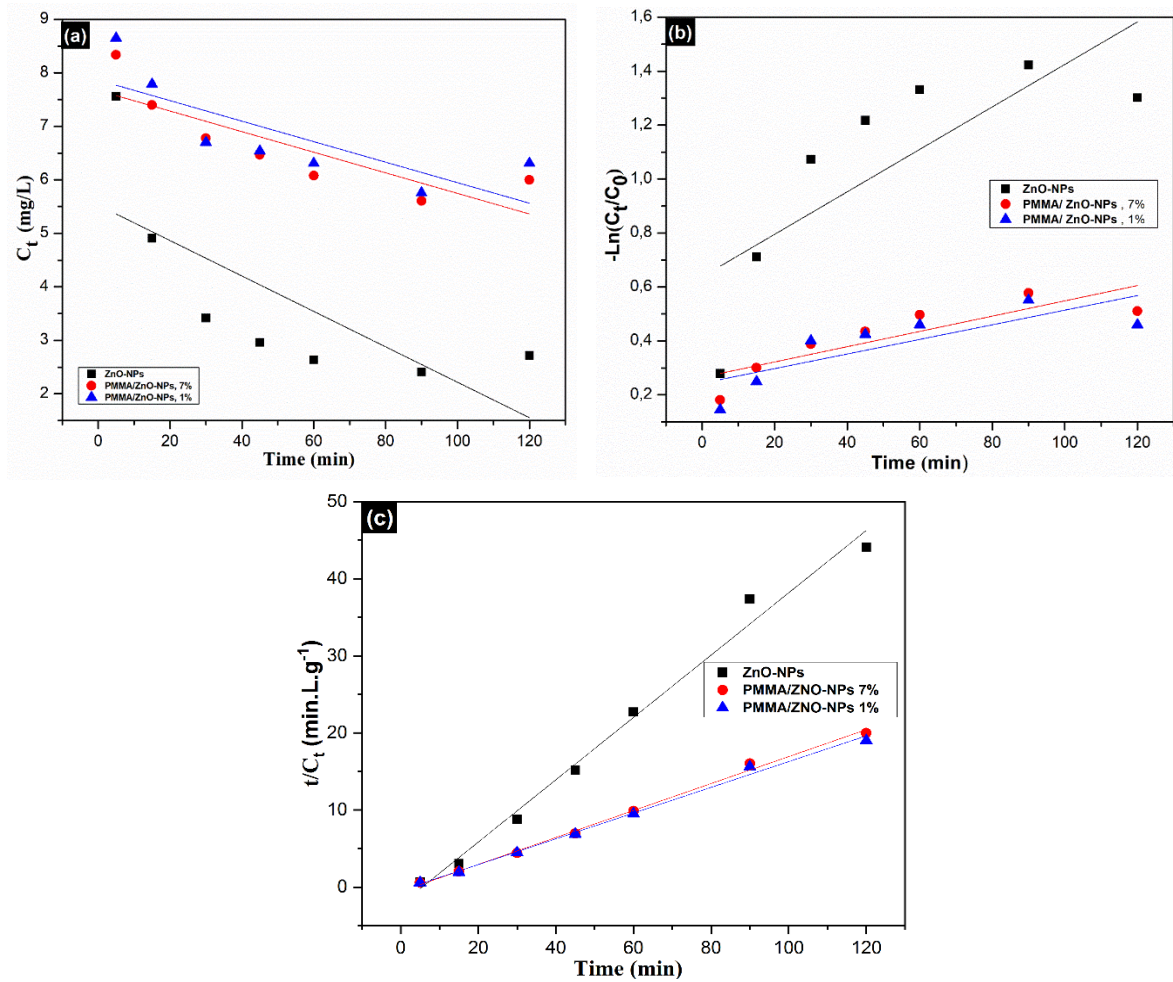 (a)
9
8
7
6
5
4
3
2
C_t (mg/L)
ZnO-NPs
PMMA/ZnO-NPs, 7%
PMMA/ZnO-NPs, 1%
0 20 40 60 80 100 120
Time (min)
(b)
1,6
1,4
1,2
1,0
0,8
0,6
0,4
0,2
-Ln(C_t/C_0)
ZnO-NPs
PMMA/ ZnO-NPs , 7%
PMMA/ ZnO-NPs , 1%
0 20 40 60 80 100 120
Time (min)
(c)
50
40
30
20
10
0
t/C_t (min.L.g⁻¹)
ZnO-NPs
PMMA/ZNO-NPs 7%
PMMA/ZNO-NPs 1%
0 20 40 60 80 100 120
Time (min)